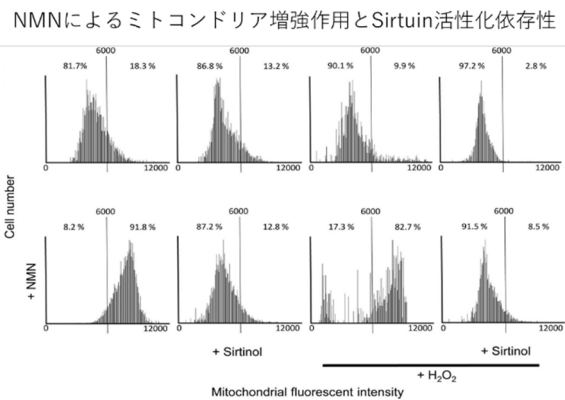 NMNによるミトコンドリア増強作用とSirtuin活性化依存性
6000 6000 6000 6000
81.7% 18.3 % 86.8 % 13.2 % 90.1 % 9.9 % 97.2 % 2.8 %
0 12000 0 12000 0 12000 0 12000
Cell number
6000 6000 6000 6000
8.2 % 91.8 % 87.2 % 12.8 % 17.3 % 82.7 % 91.5 % 8.5 %
+ NMN
0 12000 0 12000 0 12000 0 12000
+ Sirtinol + Sirtinol
+ H₂O₂
Mitochondrial fluorescent intensity